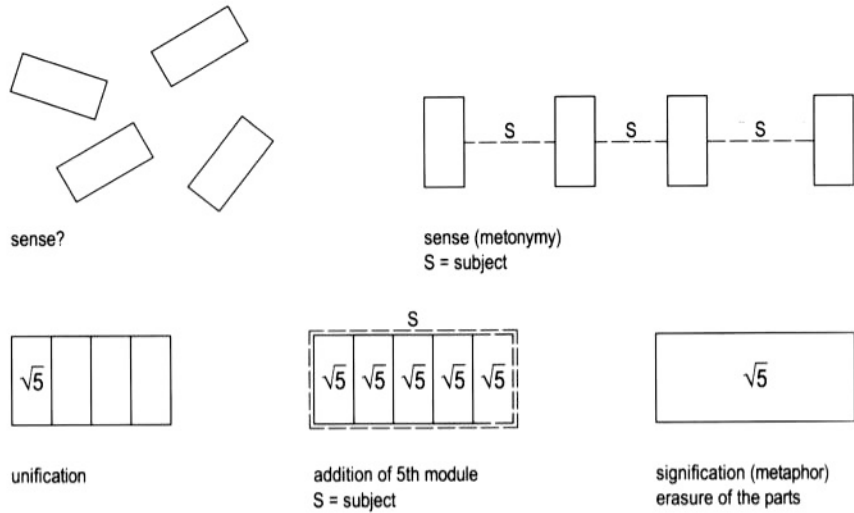 S
S
S
sense?
sense (metonymy)
S = subject
S
√5
√5
√5
√5
√5
√5
√5
unification
addition of 5th module
S = subject
signification (metaphor)
erasure of the parts